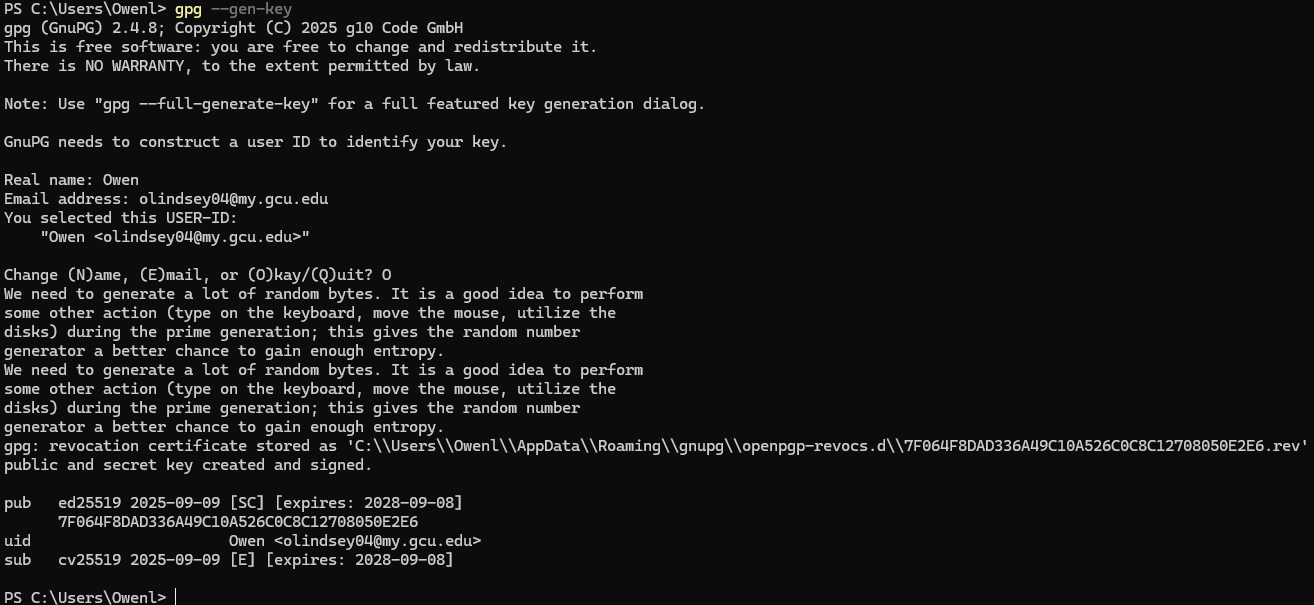 PS C:\Users\Owenl> gpg --gen-key
gpg (GnuPG) 2.4.8; Copyright (C) 2025 g10 Code GmbH
This is free software: you are free to change and redistribute it.
There is NO WARRANTY, to the extent permitted by law.
Note: Use "gpg --full-generate-key" for a full featured key generation dialog.
GnuPG needs to construct a user ID to identify your key.
Real name: Owen
Email address: olindsey04@my.gcu.edu
You selected this USER-ID:
    "Owen <olindsey04@my.gcu.edu>"
Change (N)ame, (E)mail, or (O)kay/(Q)uit? O
We need to generate a lot of random bytes. It is a good idea to perform
some other action (type on the keyboard, move the mouse, utilize the
disks) during the prime generation; this gives the random number
generator a better chance to gain enough entropy.
We need to generate a lot of random bytes. It is a good idea to perform
some other action (type on the keyboard, move the mouse, utilize the
disks) during the prime generation; this gives the random number
generator a better chance to gain enough entropy.
gpg: revocation certificate stored as 'C:\\Users\\Owenl\\AppData\\Roaming\\gnupg\\openpgp-revocs.d\\7F064F8DAD336A49C10A526C0C8C12708050E2E6.rev'
public and secret key created and signed.
pub   ed25519 2025-09-09 [SC] [expires: 2028-09-08]
      7F064F8DAD336A49C10A526C0C8C12708050E2E6
uid                      Owen <olindsey04@my.gcu.edu>
sub   cv25519 2025-09-09 [E] [expires: 2028-09-08]
PS C:\Users\Owenl>